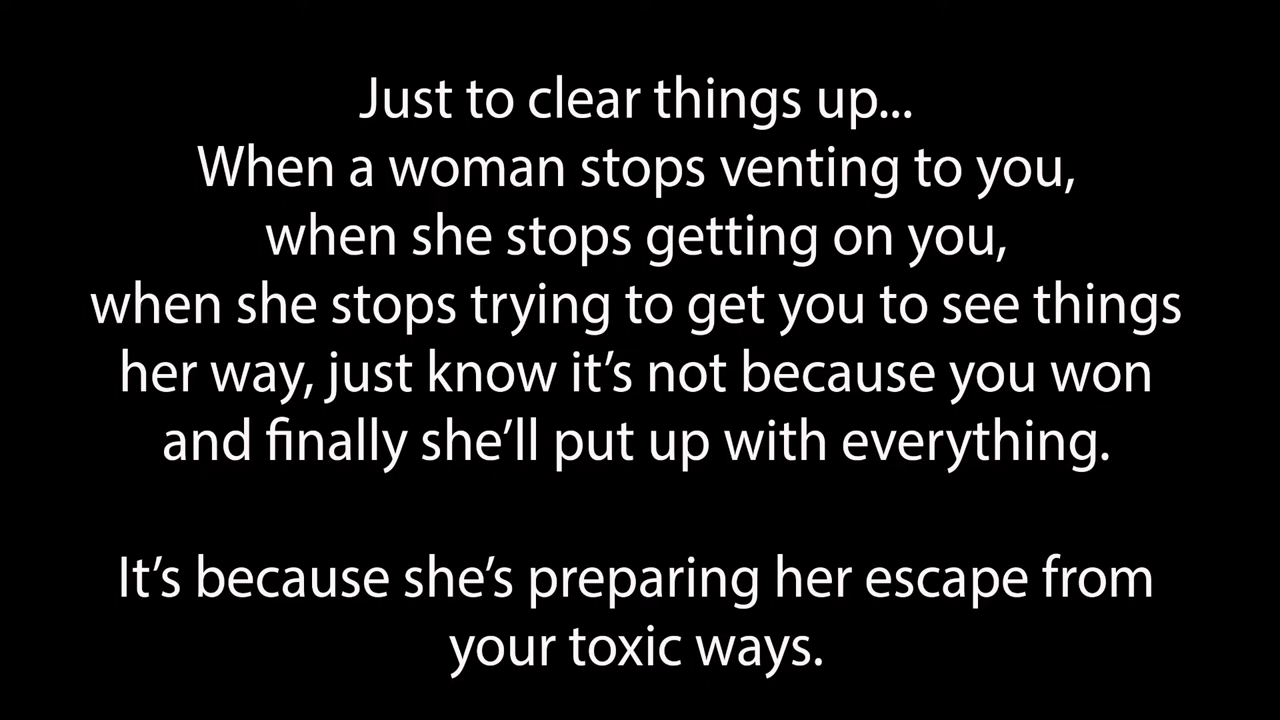 Just to clear things up...
When a woman stops venting to you,
when she stops getting on you,
when she stops trying to get you to see things
her way, just know it’s not because you won
and finally she’ll put up with everything.
It’s because she’s preparing her escape from
your toxic ways.